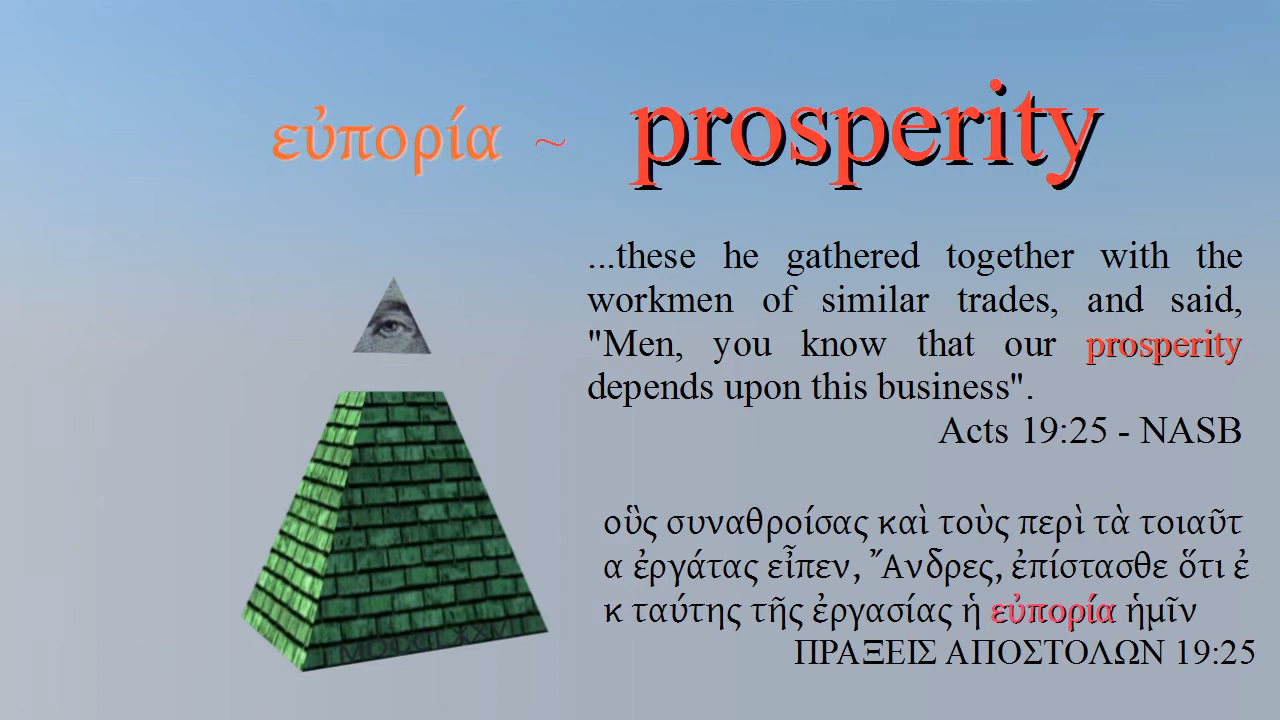 εὐπορία ~ prosperity
...these he gathered together with the
workmen of similar trades, and said,
"Men, you know that our prosperity
depends upon this business".
Acts 19:25 - NASB
οὓς συναθροίσας καὶ τοὺς περὶ τὰ τοιαῦτ
α ἐργάτας εἶπεν, Ἄνδρες, ἐπίστασθε ὅτι ἐ
κ ταύτης τῆς ἐργασίας ἡ εὐπορία ἡμῖν
ΠΡΑΞΕΙΣ ΑΠΟΣΤΟΛΩΝ 19:25